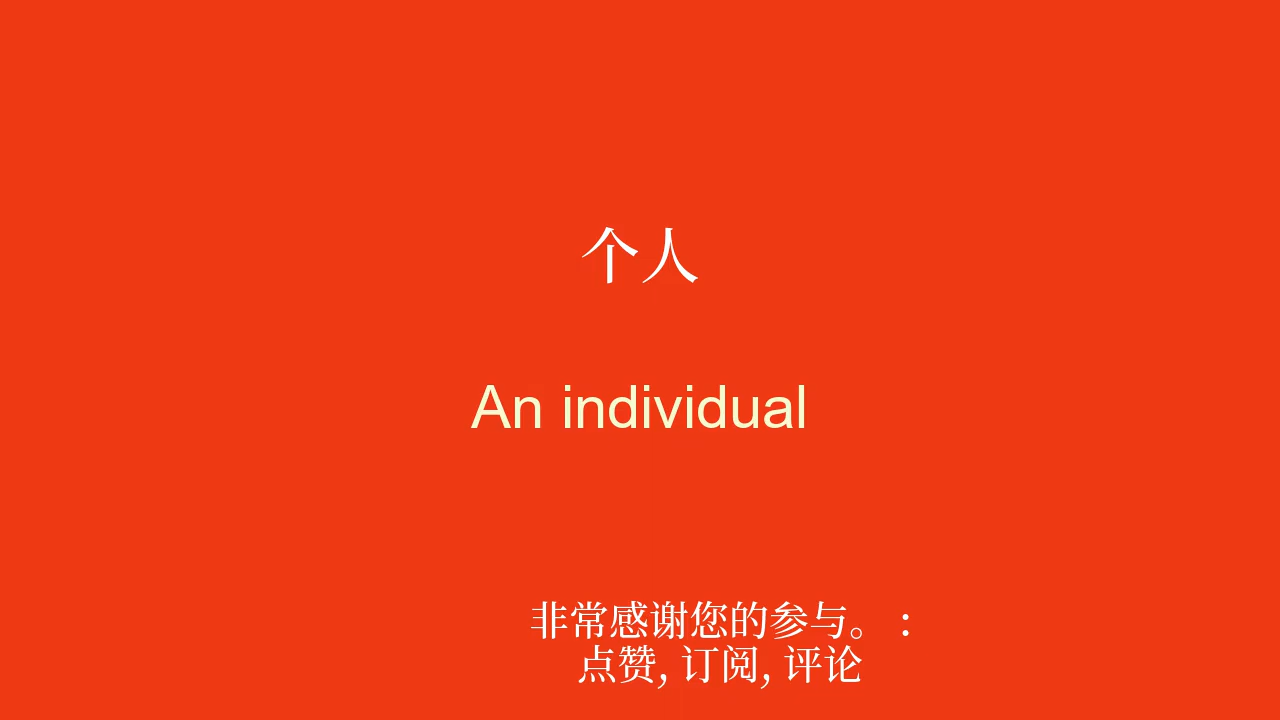 个人
An individual
非常感谢您的参与。 :
点赞, 订阅, 评论